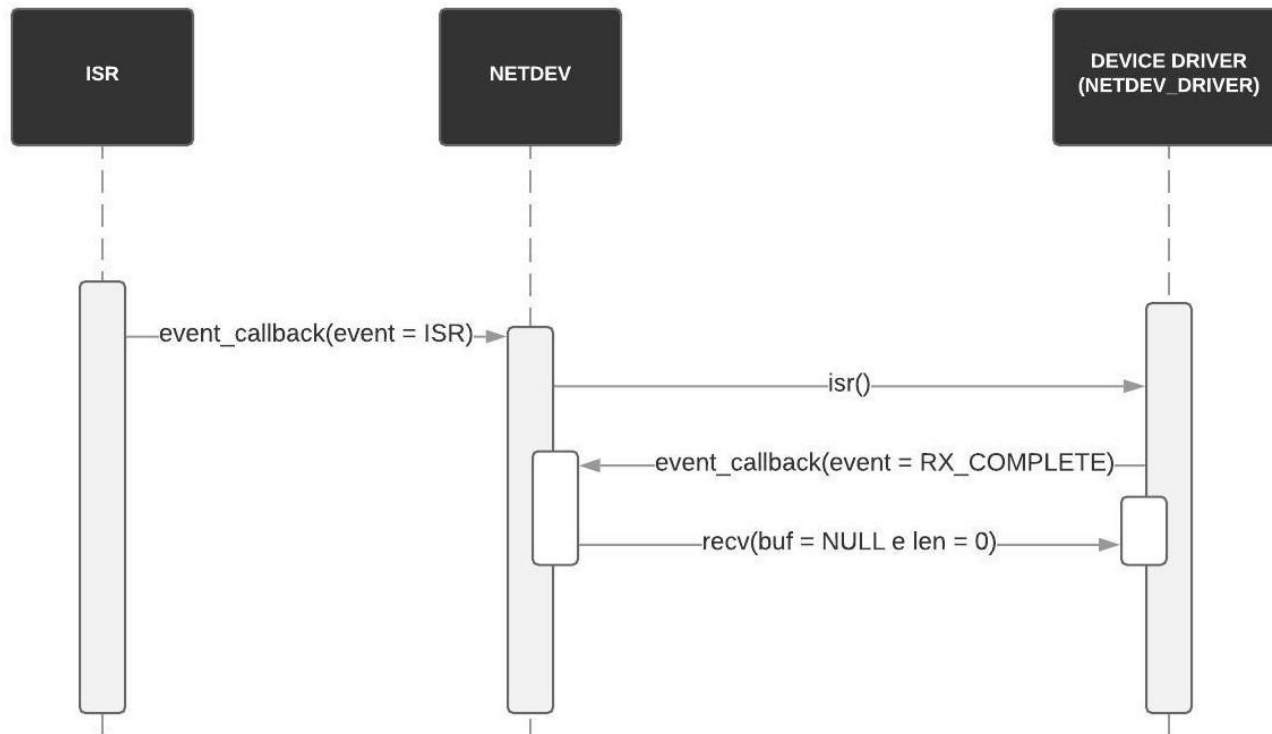 ISR
NETDEV
DEVICE DRIVER
(NETDEV_DRIVER)
event_callback(event = ISR)
isr()
event_callback(event = RX_COMPLETE)
recv(buf = NULL e len = 0)